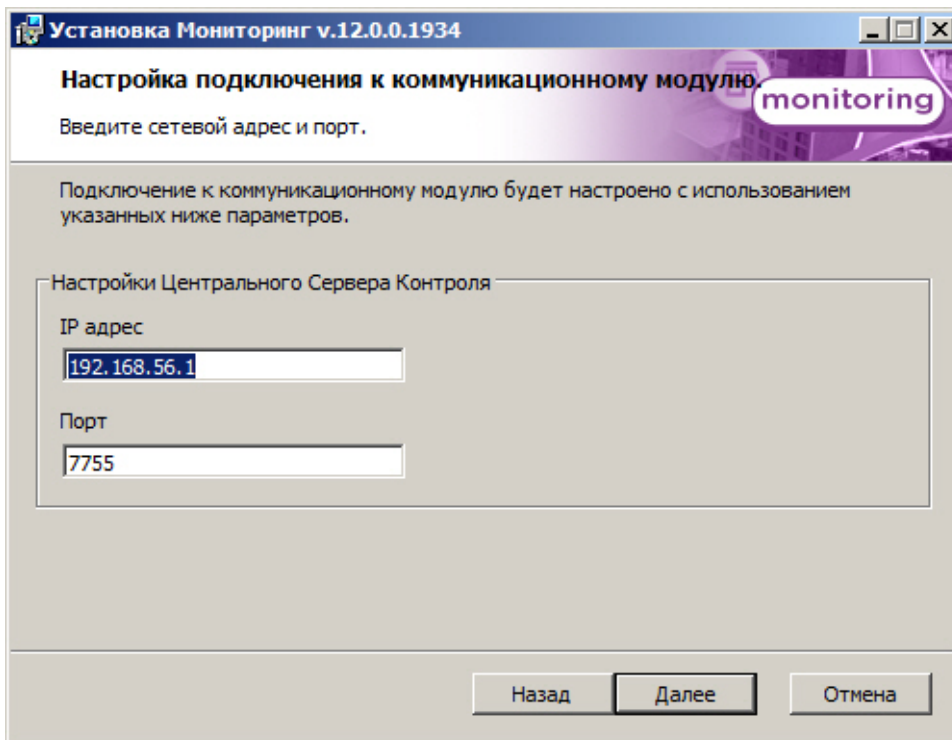 Установка Мониторинг v.12.0.0.1934
Настройка подключения к коммуникационному модулю.
monitoring
Введите сетевой адрес и порт.
Подключение к коммуникационному модулю будет настроено с использованием
указанных ниже параметров.
Настройки Центрального Сервера Контроля
IP адрес
192.168.56.1
Порт
7755
Назад
Далее
Отмена